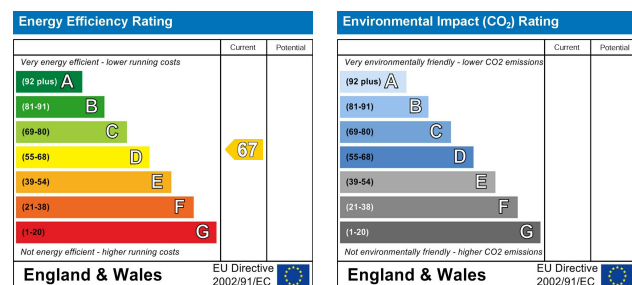 Energy Efficiency Rating
Current Potential
Very energy efficient - lower running costs
(92 plus) A
(81-91) B
(69-80) C
(55-68) D
67
(39-54) E
(21-38) F
(1-20) G
Not energy efficient - higher running costs
England & Wales
EU Directive
2002/91/EC
Environmental Impact (CO₂) Rating
Current Potential
Very environmentally friendly - lower CO2 emissions
(92 plus) A
(81-91) B
(69-80) C
(55-68) D
(39-54) E
(21-38) F
(1-20) G
Not environmentally friendly - higher CO2 emissions
England & Wales
EU Directive
2002/91/EC